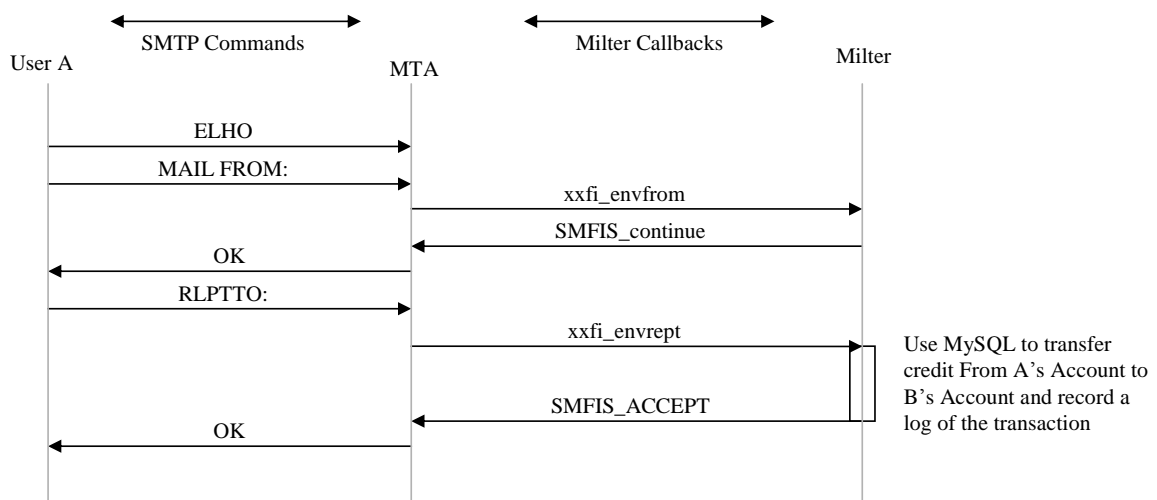 SMTP Commands
Milter Callbacks
User A
MTA
Milter
ELHO
MAIL FROM:
xxfi_envfrom
SMFIS_continue
OK
RLPTTO:
xxfi_envrept
Use MySQL to transfer
credit From A's Account to
B's Account and record a
log of the transaction
SMFIS_ACCEPT
OK